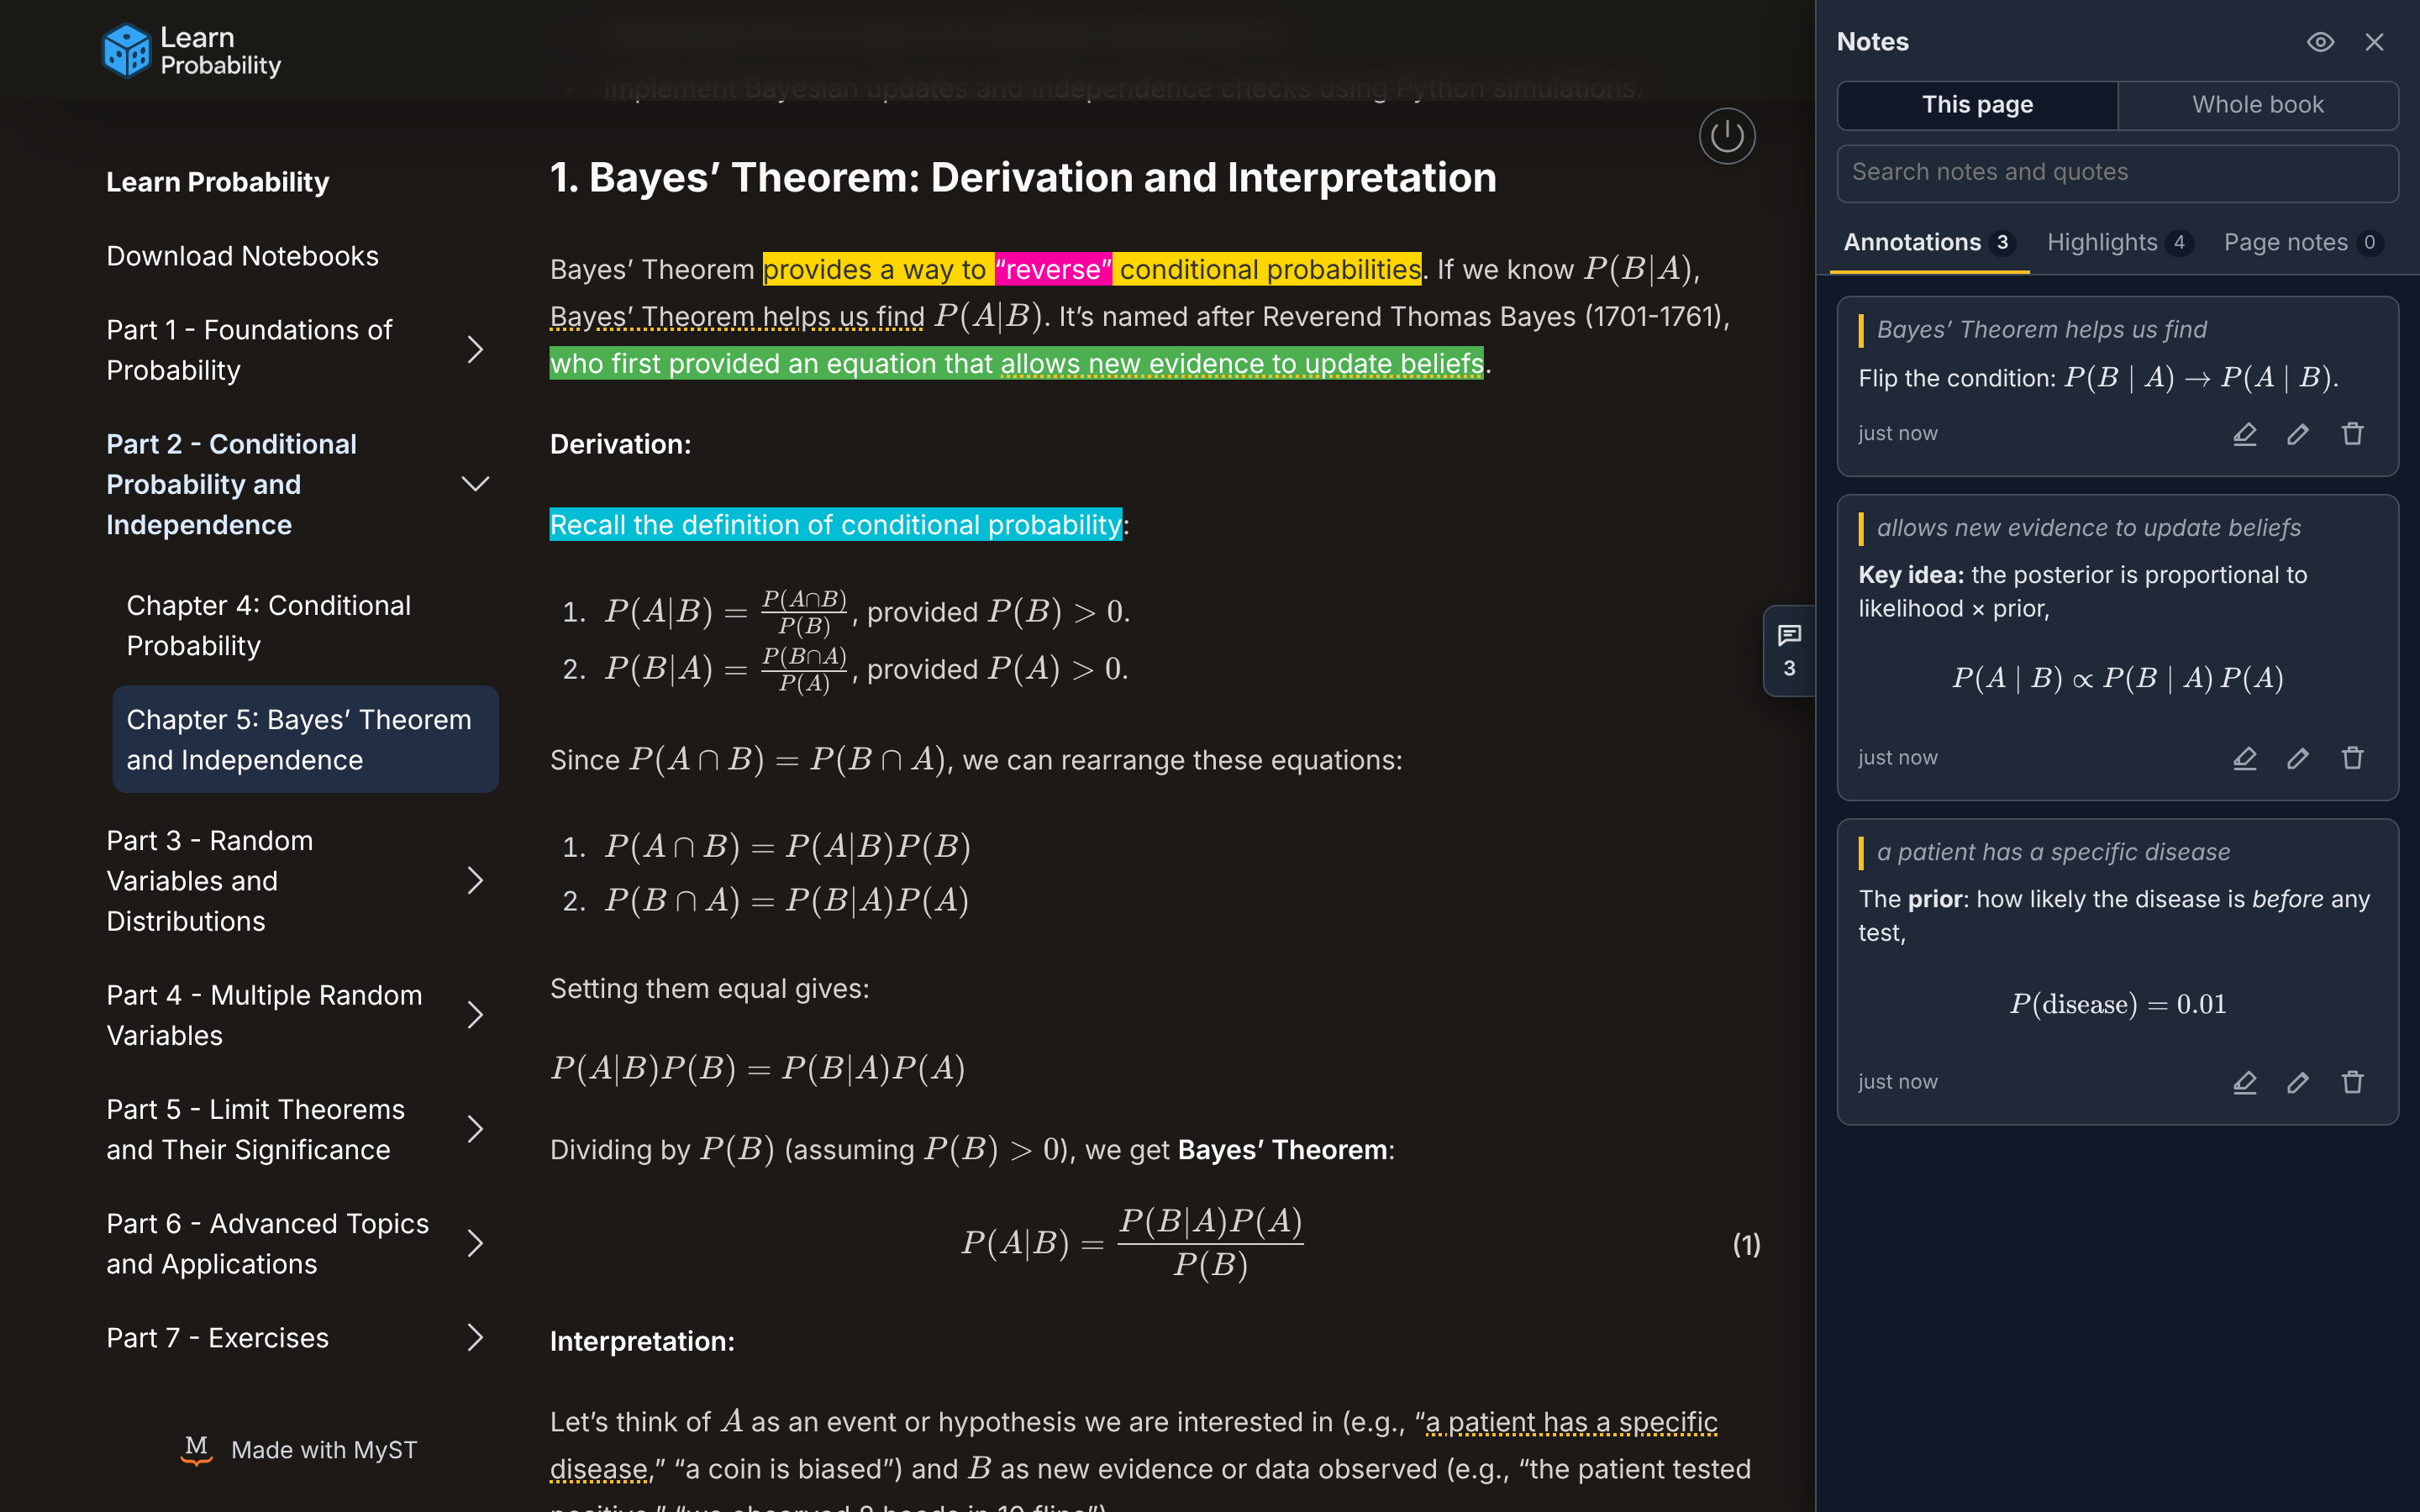 Learn
Probability
implement Bayesian updates and independence checks using Python simulations.
Learn Probability
Download Notebooks
Part 1 - Foundations of
Probability
Part 2 - Conditional
Probability and
Independence
Chapter 4: Conditional
Probability
Chapter 5: Bayes’ Theorem
and Independence
Part 3 - Random
Variables and
Distributions
Part 4 - Multiple Random
Variables
Part 5 - Limit Theorems
and Their Significance
Part 6 - Advanced Topics
and Applications
Part 7 - Exercises
Made with MyST
1. Bayes’ Theorem: Derivation and Interpretation
Bayes’ Theorem provides a way to “reverse” conditional probabilities. If we know P(B|A),
Bayes’ Theorem helps us find P(A|B). It’s named after Reverend Thomas Bayes (1701-1761),
who first provided an equation that allows new evidence to update beliefs.
Derivation:
Recall the definition of conditional probability:
1. P(A|B) = P(A∩B)/P(B), provided P(B) > 0.
2. P(B|A) = P(B∩A)/P(A), provided P(A) > 0.
Since P(A ∩ B) = P(B ∩ A), we can rearrange these equations:
1. P(A ∩ B) = P(A|B)P(B)
2. P(B ∩ A) = P(B|A)P(A)
Setting them equal gives:
P(A|B)P(B) = P(B|A)P(A)
Dividing by P(B) (assuming P(B) > 0), we get Bayes’ Theorem:
P(A|B) = P(B|A)P(A)/P(B) (1)
Interpretation:
Let’s think of A as an event or hypothesis we are interested in (e.g., “a patient has a specific
disease,” “a coin is biased”) and B as new evidence or data observed (e.g., “the patient tested
positive,” “we observed 8 heads in 10 flips”).
3
Notes
This page
Whole book
Search notes and quotes
Annotations 3 Highlights 4 Page notes 0
Bayes’ Theorem helps us find
Flip the condition: P(B | A) → P(A | B).
just now
allows new evidence to update beliefs
Key idea: the posterior is proportional to
likelihood × prior,
P(A | B) ∝ P(B | A) P(A)
just now
a patient has a specific disease
The prior: how likely the disease is before any
test,
P(disease) = 0.01
just now